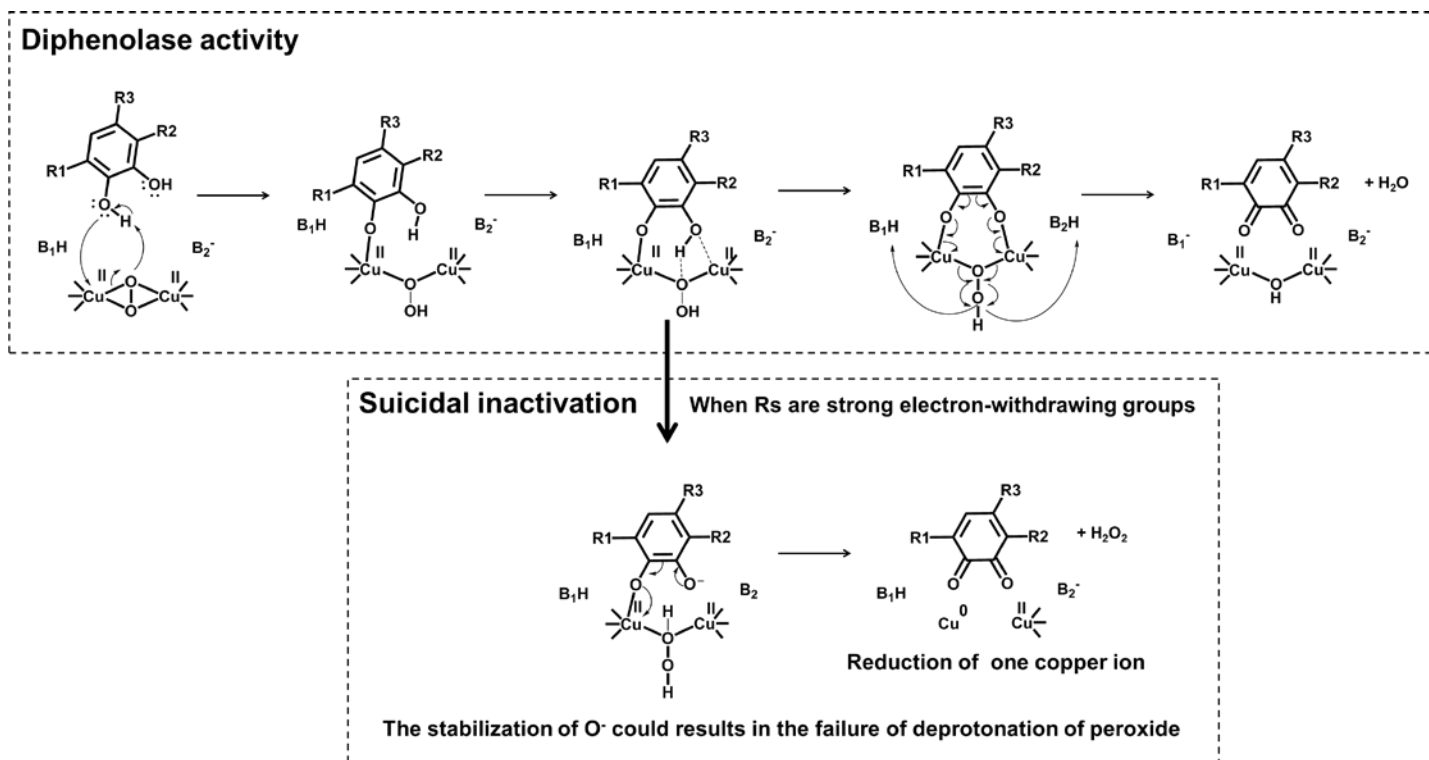 Diphenolase activity
R3
R2
R1
:OH
:O
H
B₁H
B₂⁻
II
II
O
O
Cu
Cu
R3
R2
R1
O
O
H
B₁H
B₂⁻
II
II
Cu
Cu
O
OH
R3
R1
R2
O
O
H
B₁H
B₂⁻
II
II
Cu
Cu
O
OH
R3
R1
R2
O
O
B₁H
B₂H
Cu
Cu
O
O
H
R3
R1
R2
+ H₂O
O
O
B₁⁻
B₂⁻
II
II
Cu
Cu
O
H
Suicidal inactivation
When Rs are strong electron-withdrawing groups
R3
R1
R2
O
O⁻
B₁H
B₂
II
H
II
Cu
Cu
O
O
H
R3
R1
R2
+ H₂O₂
O
O
B₁H
B₂⁻
Cu⁰
II
Cu
Reduction of one copper ion
The stabilization of O⁻ could results in the failure of deprotonation of peroxide